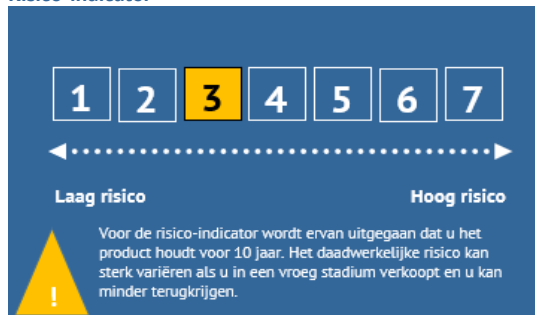 Risico-indicator
1 2 3 4 5 6 7
Laag risico Hoog risico
Voor de risico-indicator wordt ervan uitgegaan dat u het
product houdt voor 10 jaar. Het daadwerkelijke risico kan
sterk variëren als u in een vroeg stadium verkoopt en u kan
minder terugkrijgen.
!